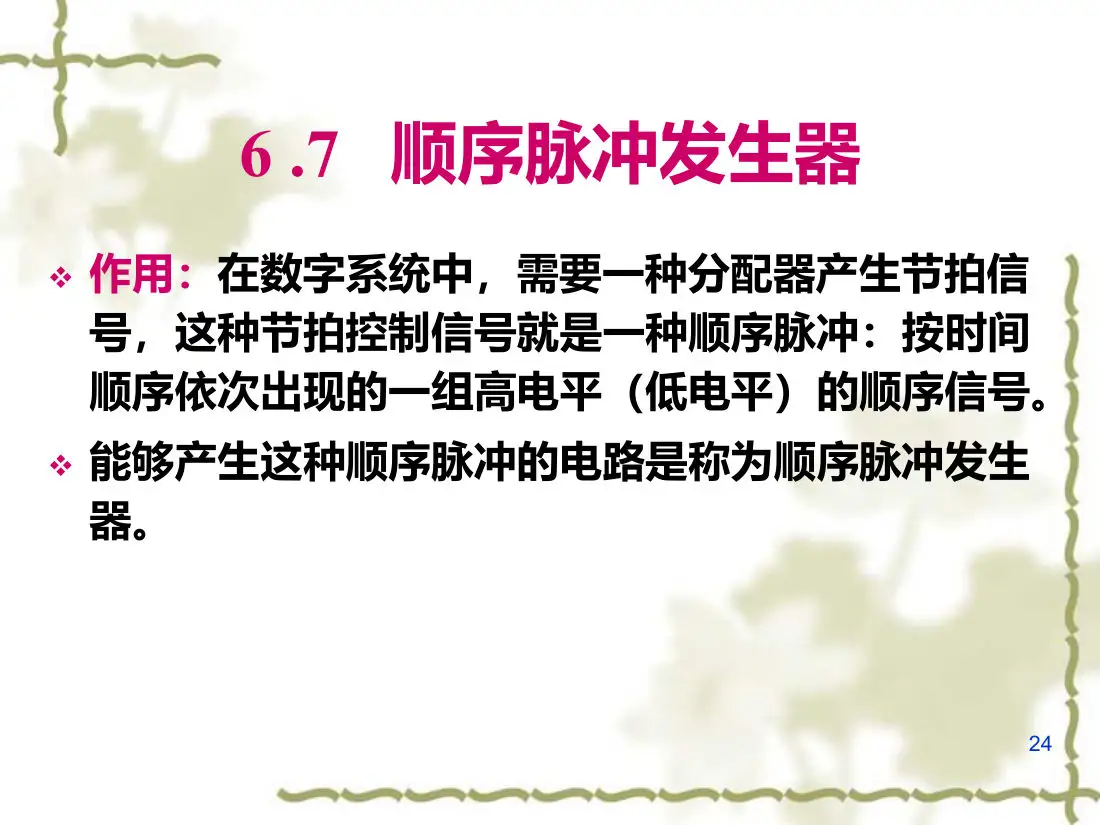 6 .7 顺序脉冲发生器
作用：在数字系统中，需要一种分配器产生节拍信
号，这种节拍控制信号就是一种顺序脉冲：按时间
顺序依次出现的一组高电平（低电平）的顺序信号。
能够产生这种顺序脉冲的电路是称为顺序脉冲发生
器。
24